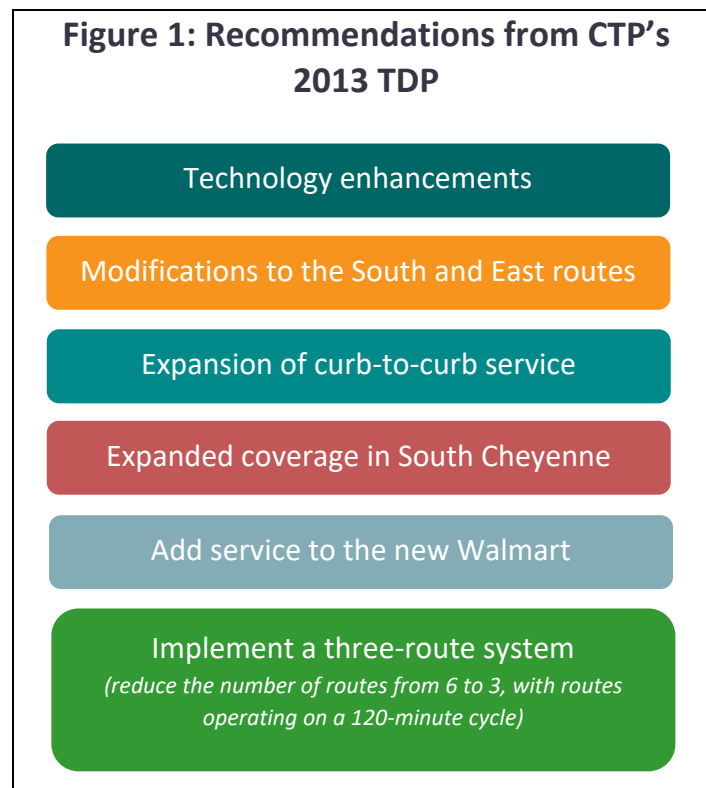 Figure 1: Recommendations from CTP’s
2013 TDP
Technology enhancements
Modifications to the South and East routes
Expansion of curb-to-curb service
Expanded coverage in South Cheyenne
Add service to the new Walmart
Implement a three-route system
(reduce the number of routes from 6 to 3, with routes
operating on a 120-minute cycle)